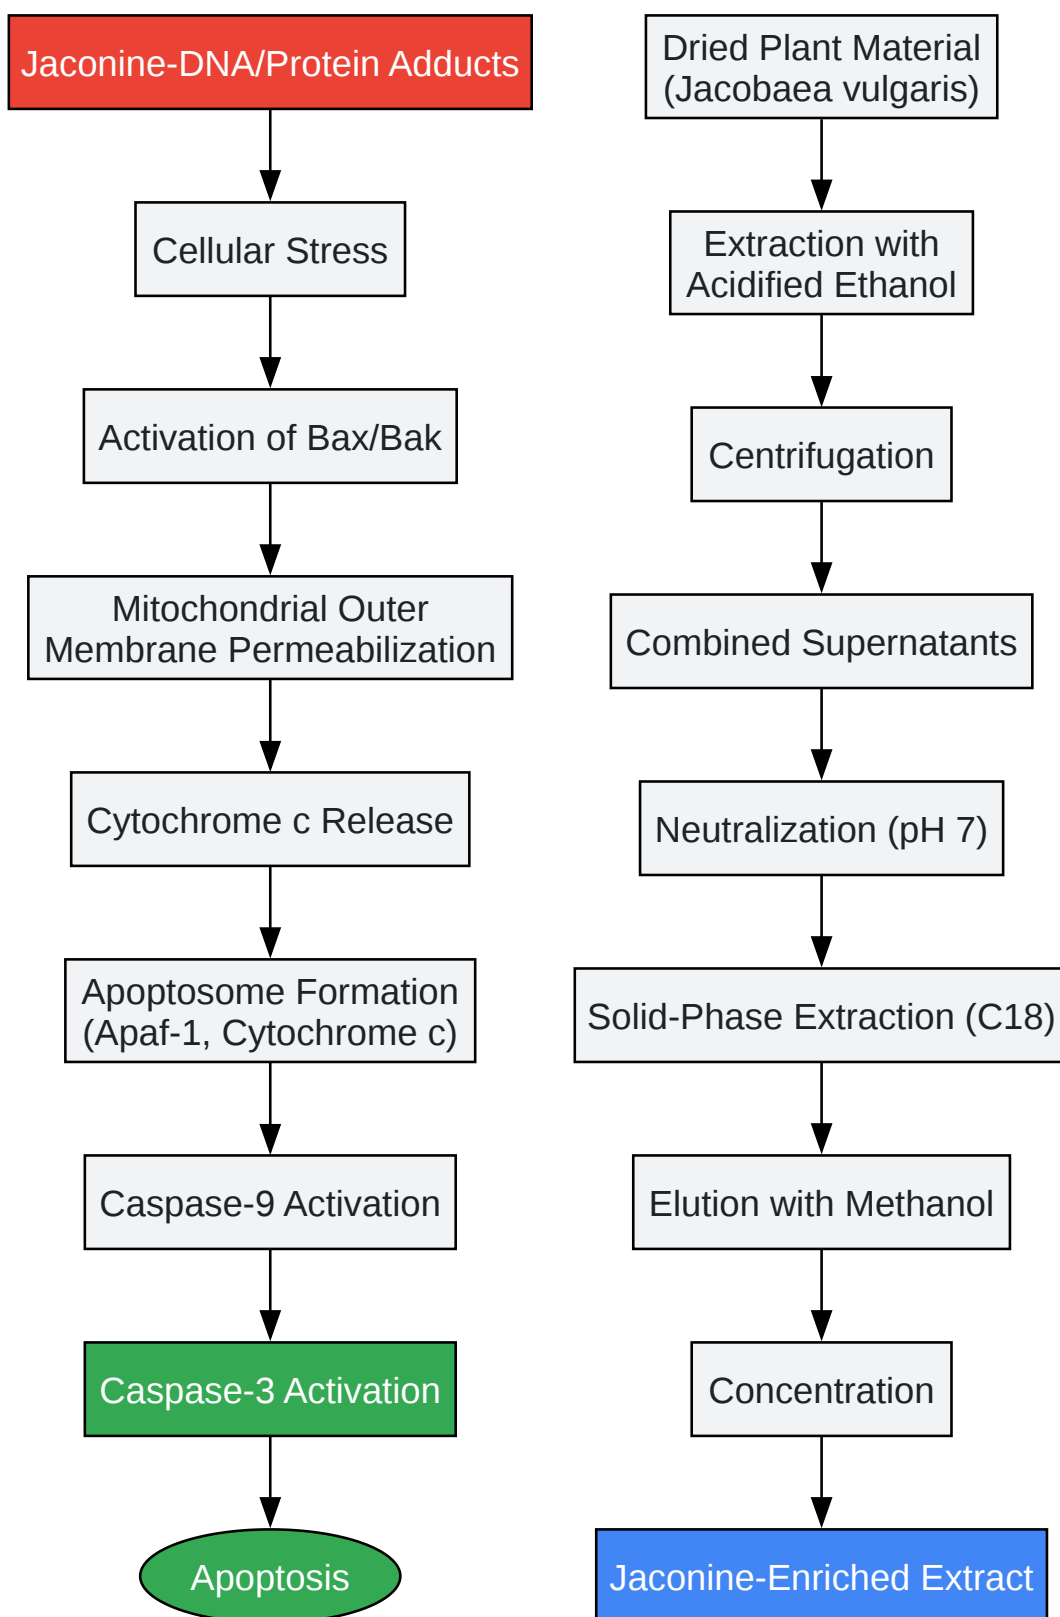 Jaconine-DNA/Protein Adducts
Cellular Stress
Activation of Bax/Bak
Mitochondrial Outer
Membrane Permeabilization
Cytochrome c Release
Apoptosome Formation
(Apaf-1, Cytochrome c)
Caspase-9 Activation
Caspase-3 Activation
Apoptosis
Dried Plant Material
(Jacobaea vulgaris)
Extraction with
Acidified Ethanol
Centrifugation
Combined Supernatants
Neutralization (pH 7)
Solid-Phase Extraction (C18)
Elution with Methanol
Concentration
Jaconine-Enriched Extract